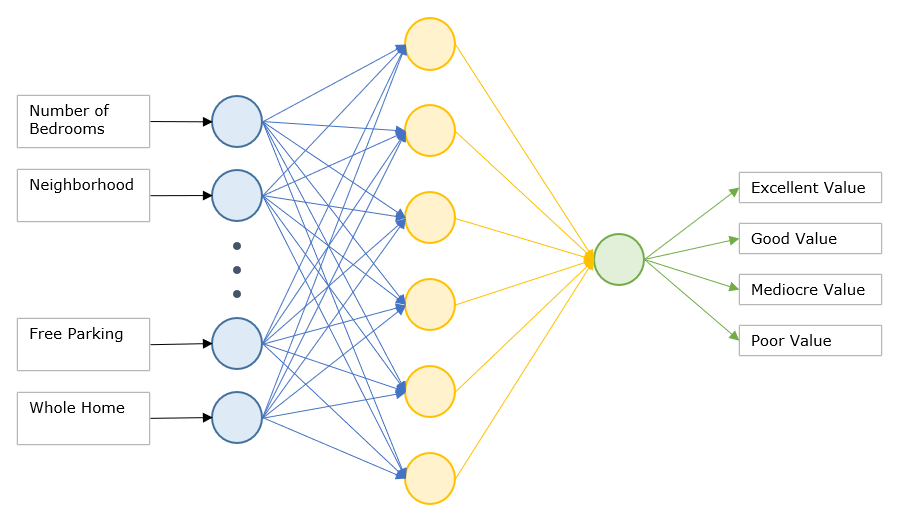 Number of
Bedrooms
Neighborhood
Free Parking
Whole Home
Excellent Value
Good Value
Mediocre Value
Poor Value